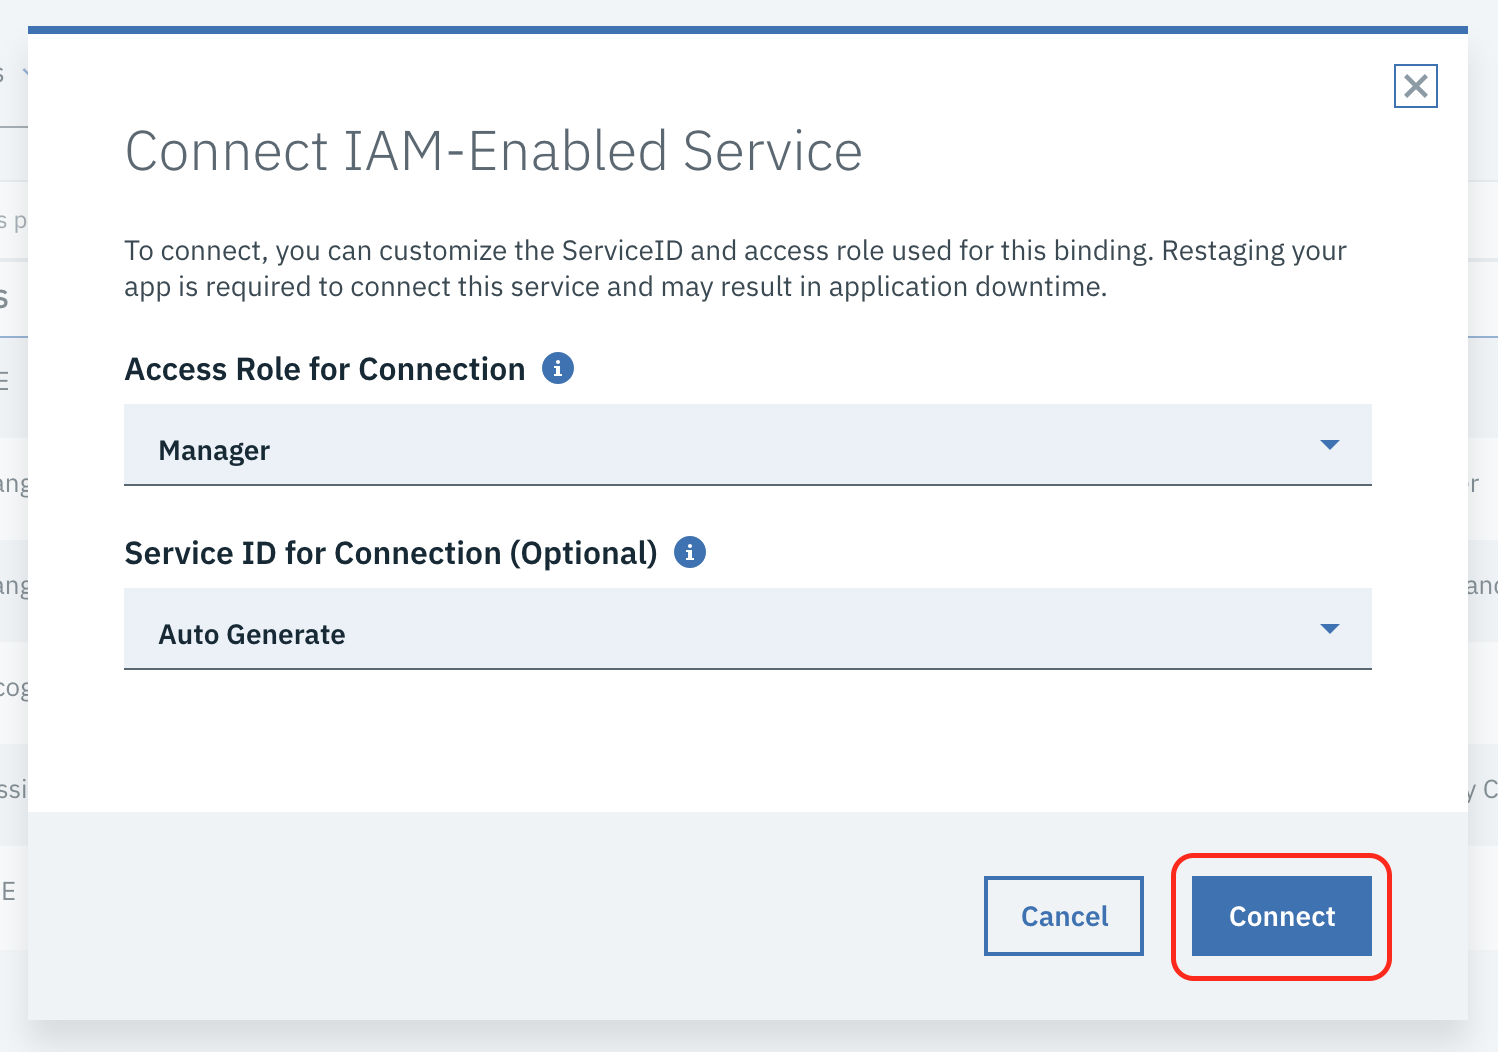 Connect IAM-Enabled Service
To connect, you can customize the ServiceID and access role used for this binding. Restaging your
app is required to connect this service and may result in application downtime.
Access Role for Connection
Manager
Service ID for Connection (Optional)
Auto Generate
Cancel
Connect